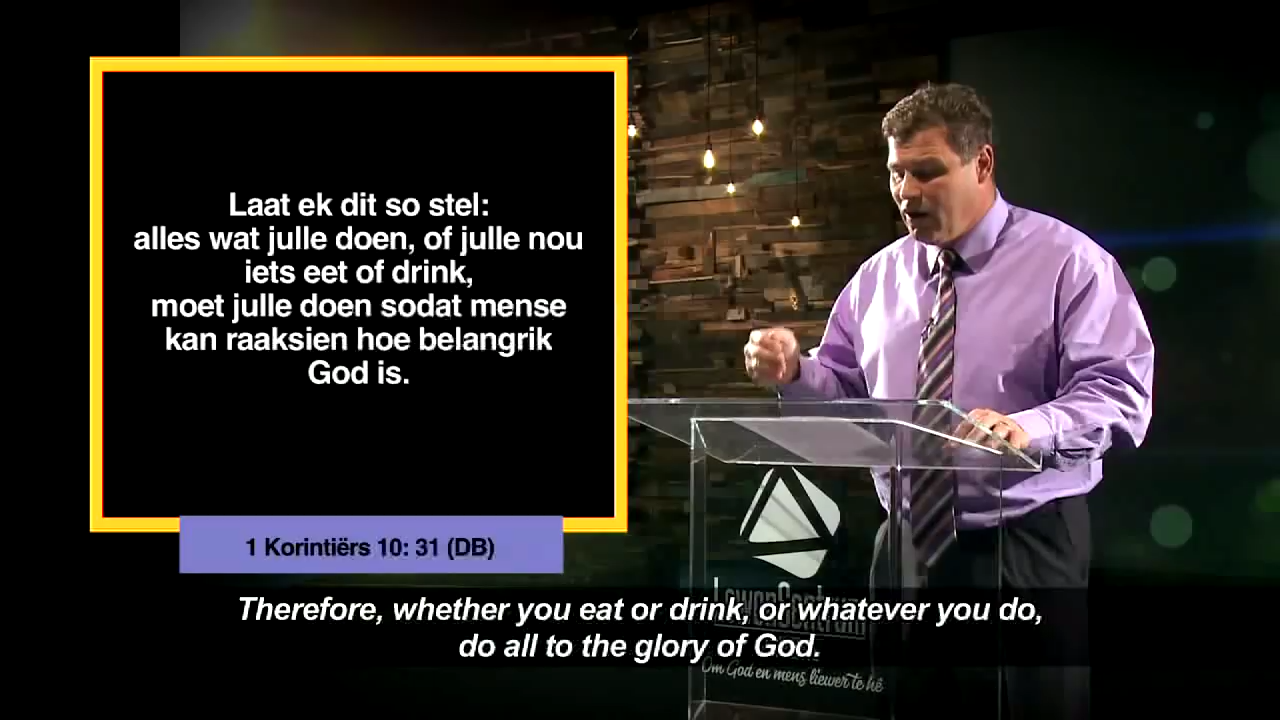 Laat ek dit so stel:
alles wat julle doen, of julle nou
iets eet of drink,
moet julle doen sodat mense
kan raaksien hoe belangrik
God is.
1 Korintiërs 10: 31 (DB)
Therefore, whether you eat or drink, or whatever you do,
do all to the glory of God.
LewenSentrum
Om God en mens liewer te hê